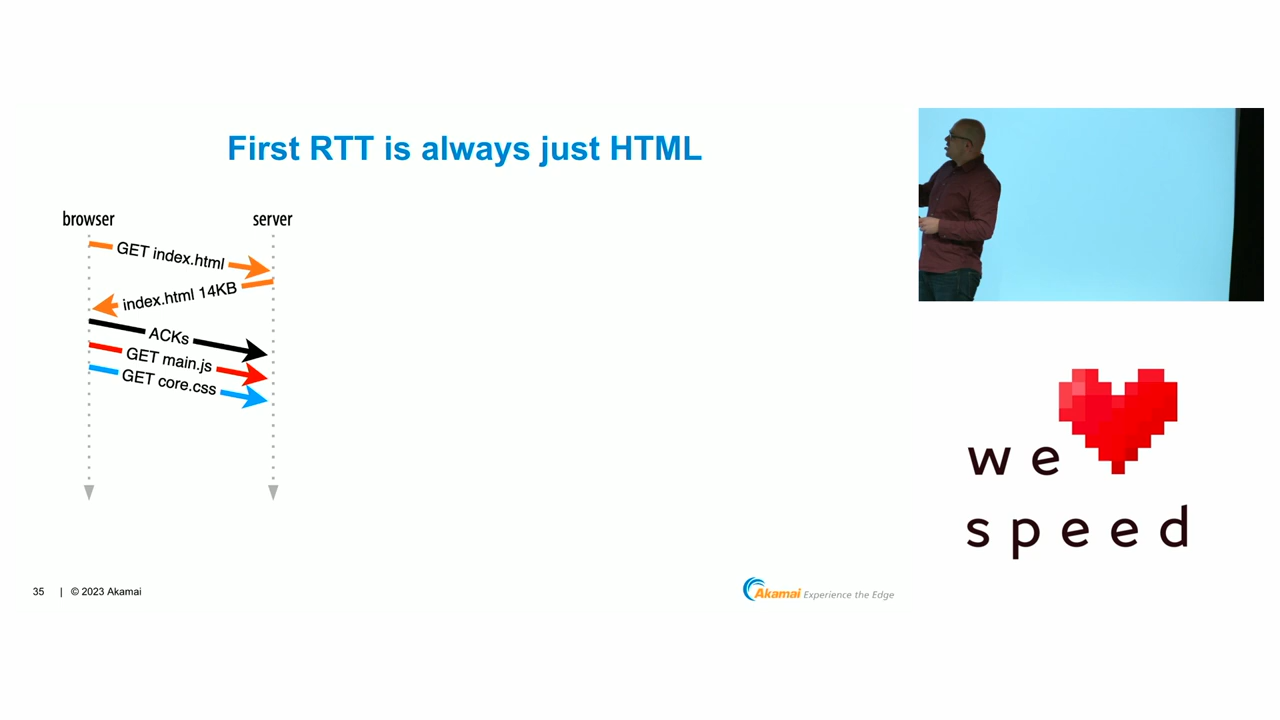 First RTT is always just HTML
browser
server
GET index.html
index.html 14KB
ACKs
GET main.js
GET core.css
we
speed
35 | © 2023 Akamai
Akamai Experience the Edge